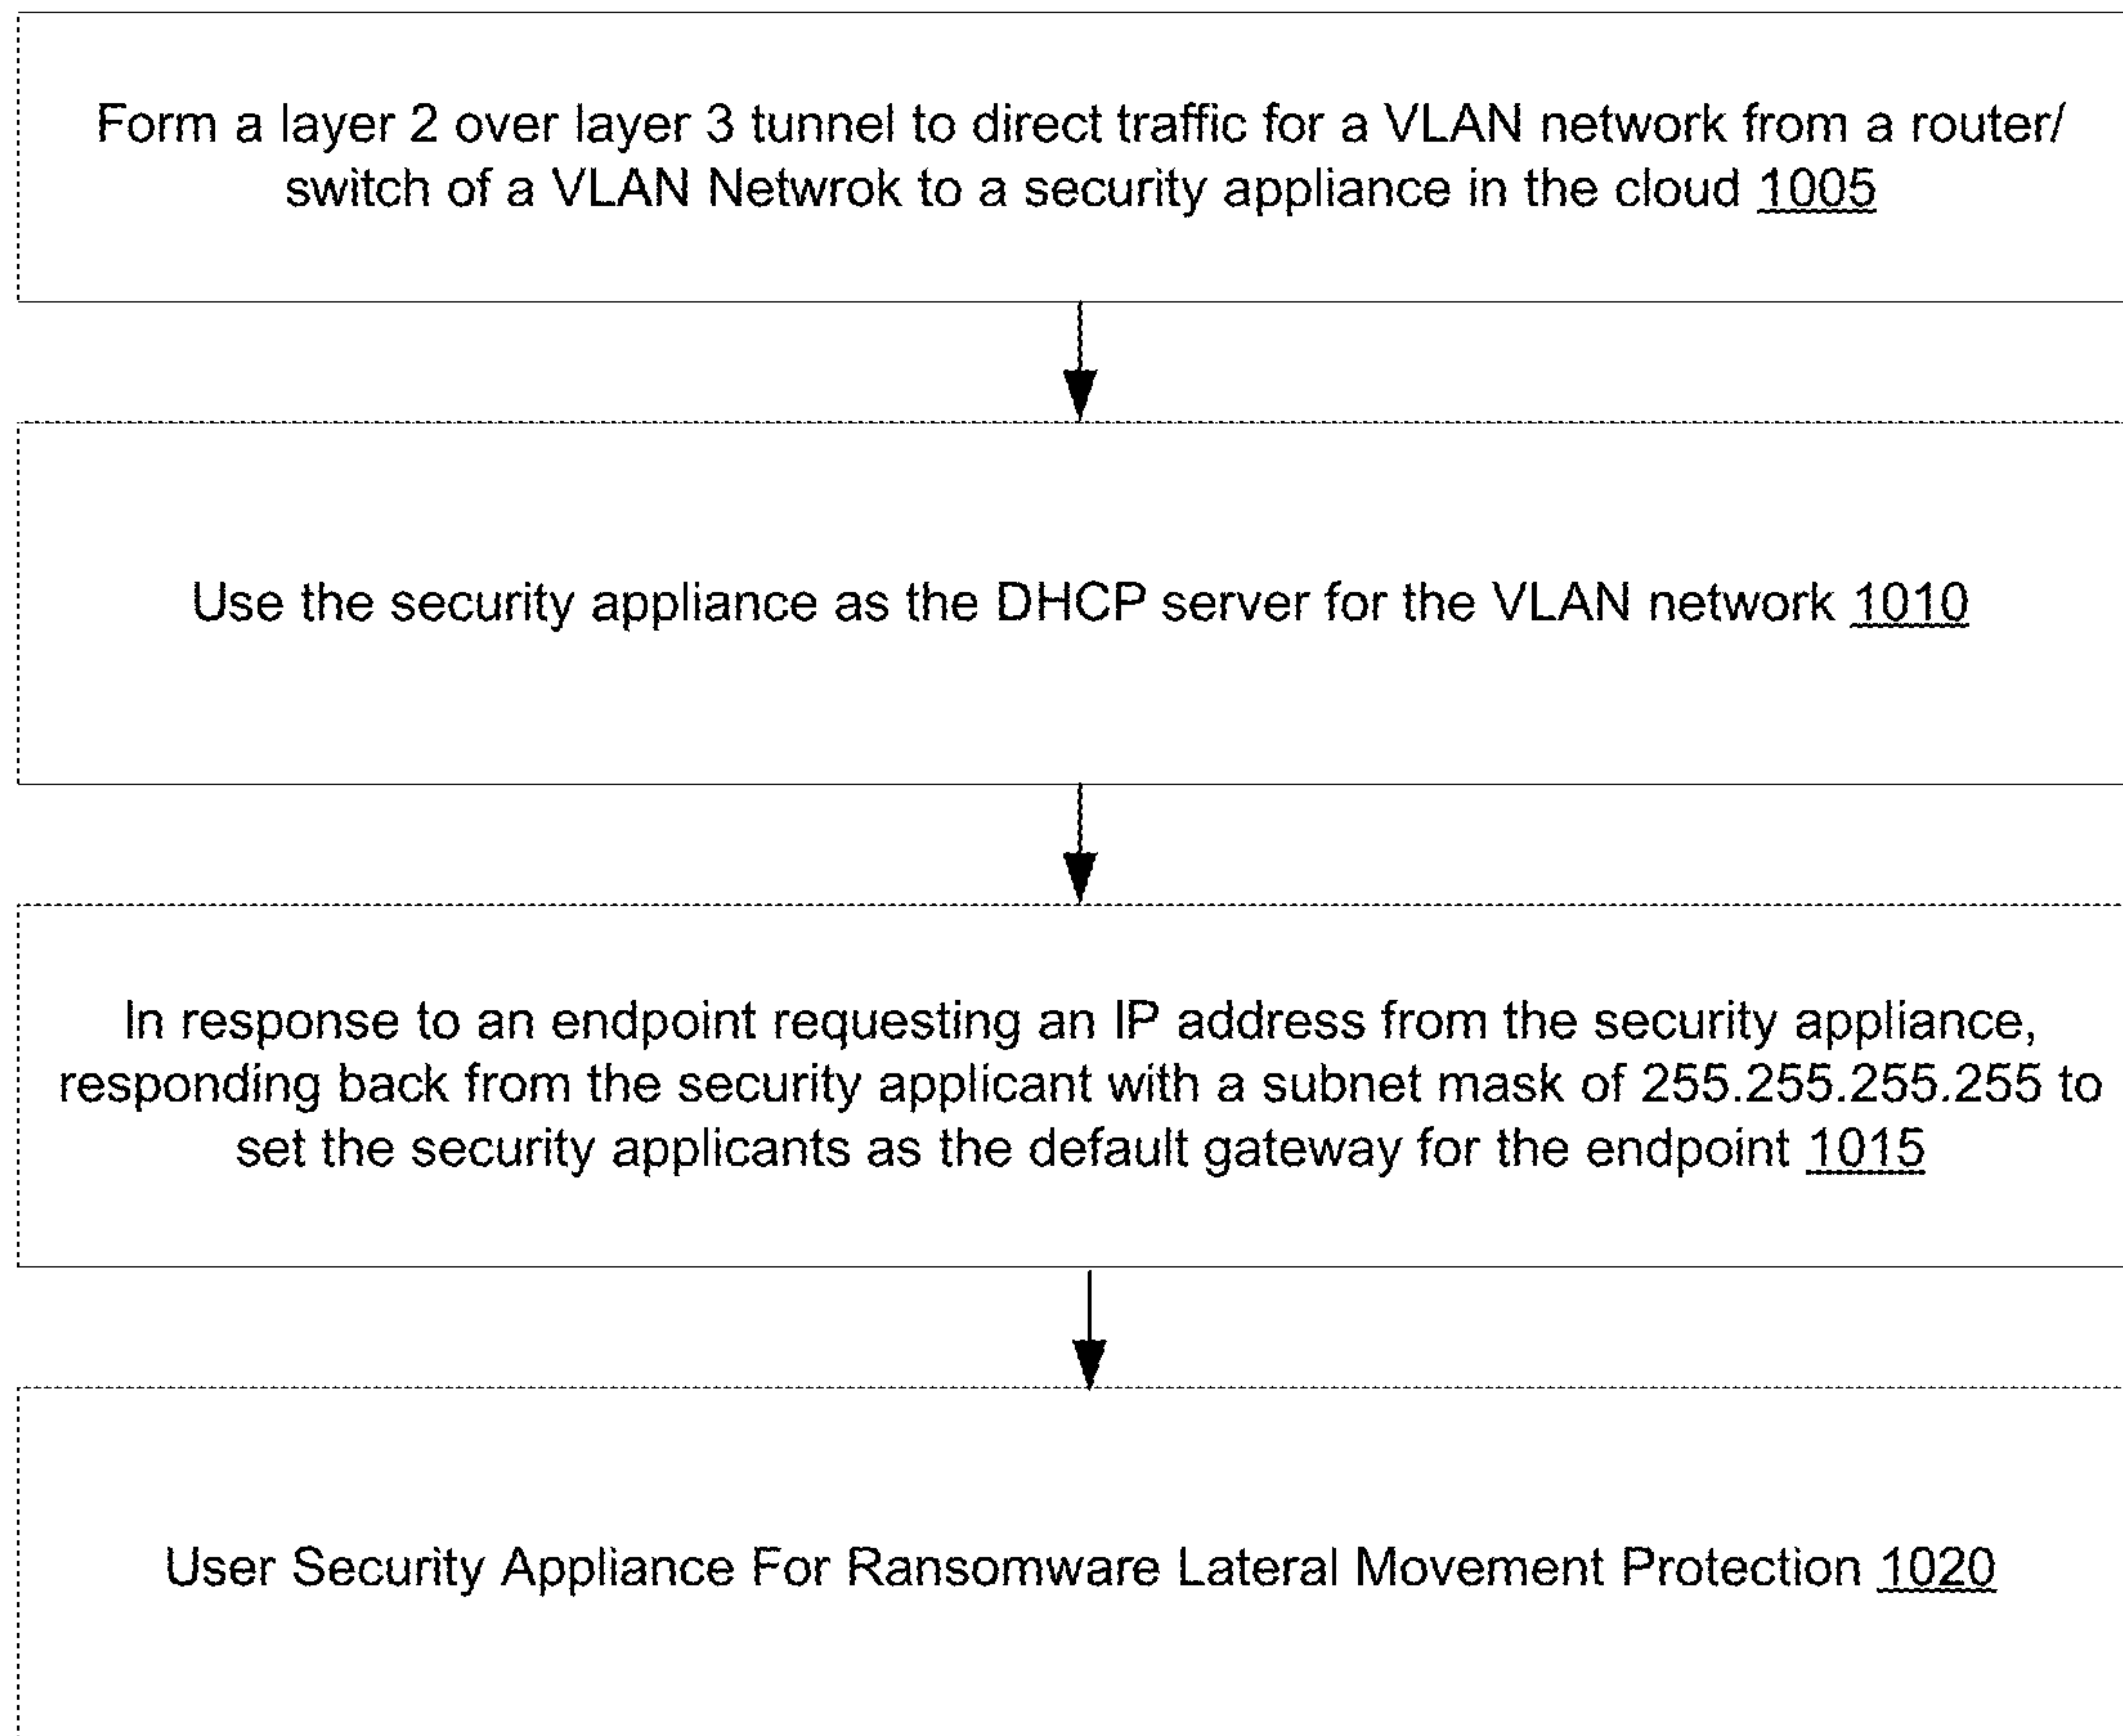 Form a layer 2 over layer 3 tunnel to direct traffic for a VLAN network from a router/
switch of a VLAN Netwrok to a security appliance in the cloud 1005
Use the security appliance as the DHCP server for the VLAN network 1010
In response to an endpoint requesting an IP address from the security appliance,
responding back from the security applicant with a subnet mask of 255.255.255.255 to
set the security applicants as the default gateway for the endpoint 1015
User Security Appliance For Ransomware Lateral Movement Protection 1020